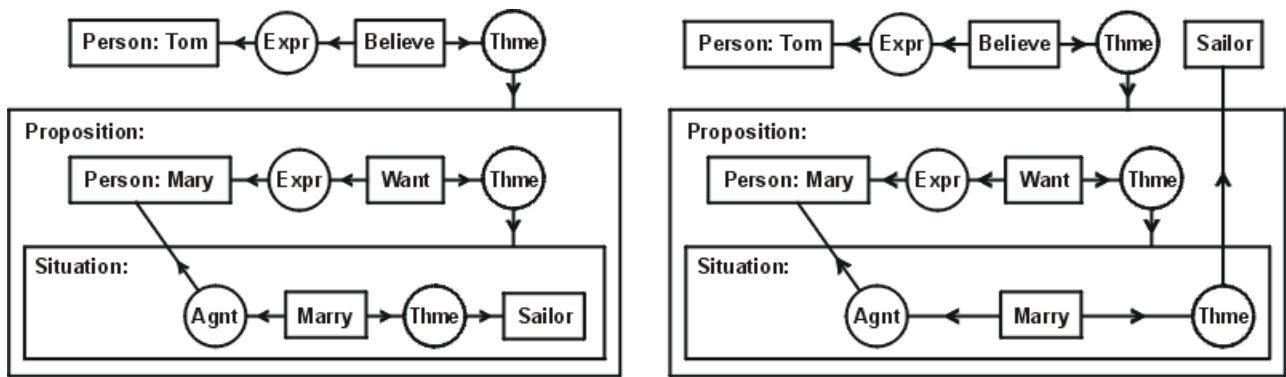 Person: Tom Expr Believe Thme
Proposition:
Person: Mary Expr Want Thme
Situation:
Agnt Marry Thme Sailor
Person: Tom Expr Believe Thme Sailor
Proposition:
Person: Mary Expr Want Thme
Situation:
Agnt Marry Thme